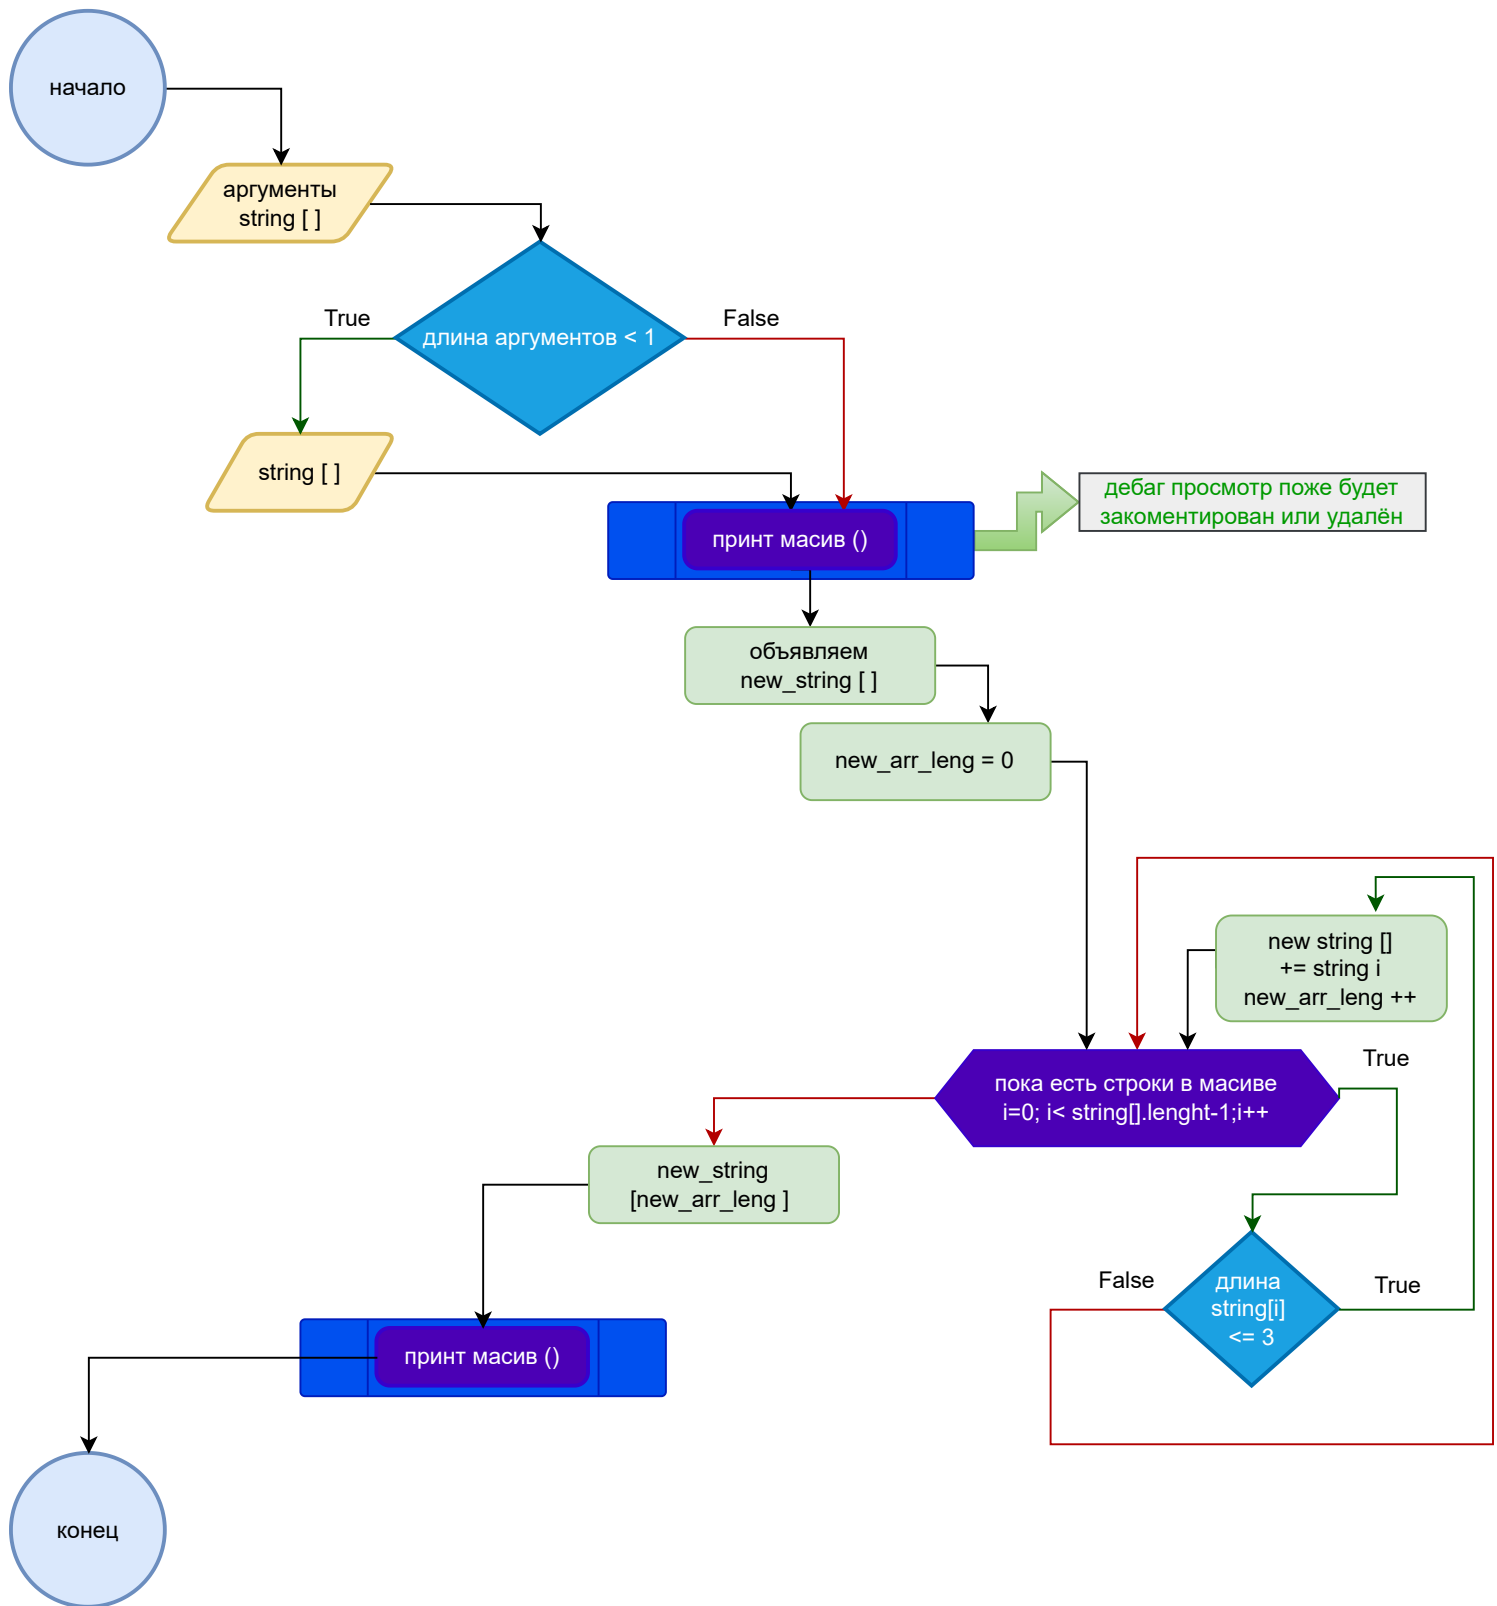 начало
аргументы
string [ ]
длина аргументов < 1
True
False
string [ ]
принт масив ()
дебаг просмотр поже будет
закоментирован или удалён
объявляем
new_string [ ]
new_arr_leng = 0
new string []
+= string i
new_arr_leng ++
пока есть строки в масиве
i=0; i< string[].lenght-1;i++
True
new_string
[new_arr_leng ]
длина
string[i]
<= 3
False
True
принт масив ()
конец